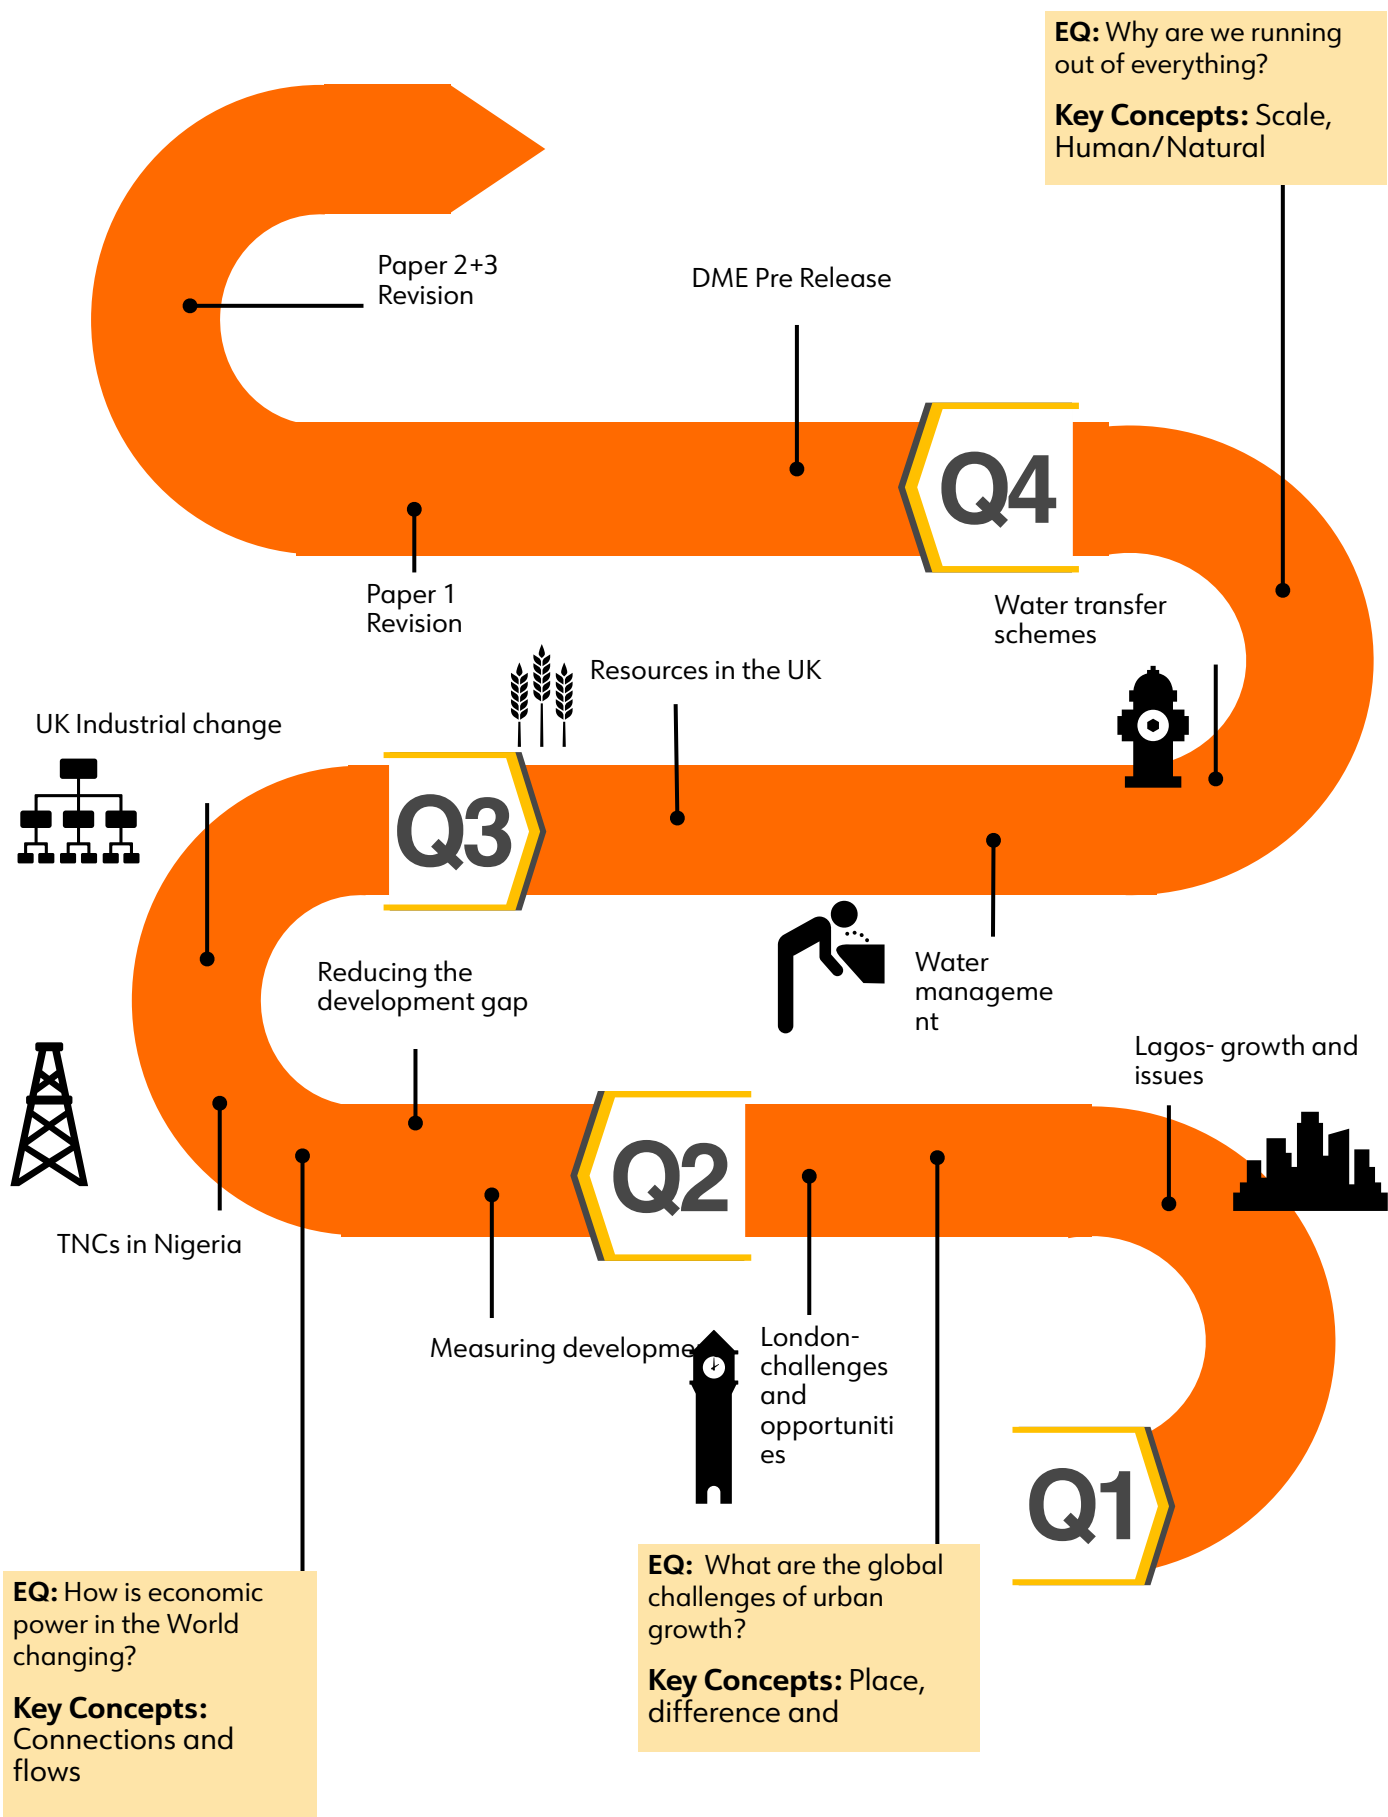 EQ: Why are we running
out of everything?
Key Concepts: Scale,
Human/Natural
Paper 2+3
Revision
DME Pre Release
Q4
Paper 1
Revision
Water transfer
schemes
Resources in the UK
UK Industrial change
Q3
Reducing the
development gap
Water
manageme
nt
Lagos- growth and
issues
Q2
TNCs in Nigeria
Measuring developme
London-
challenges
and
opportuniti
es
Q1
EQ: What are the global
challenges of urban
growth?
Key Concepts: Place,
difference and
EQ: How is economic
power in the World
changing?
Key Concepts:
Connections and
flows